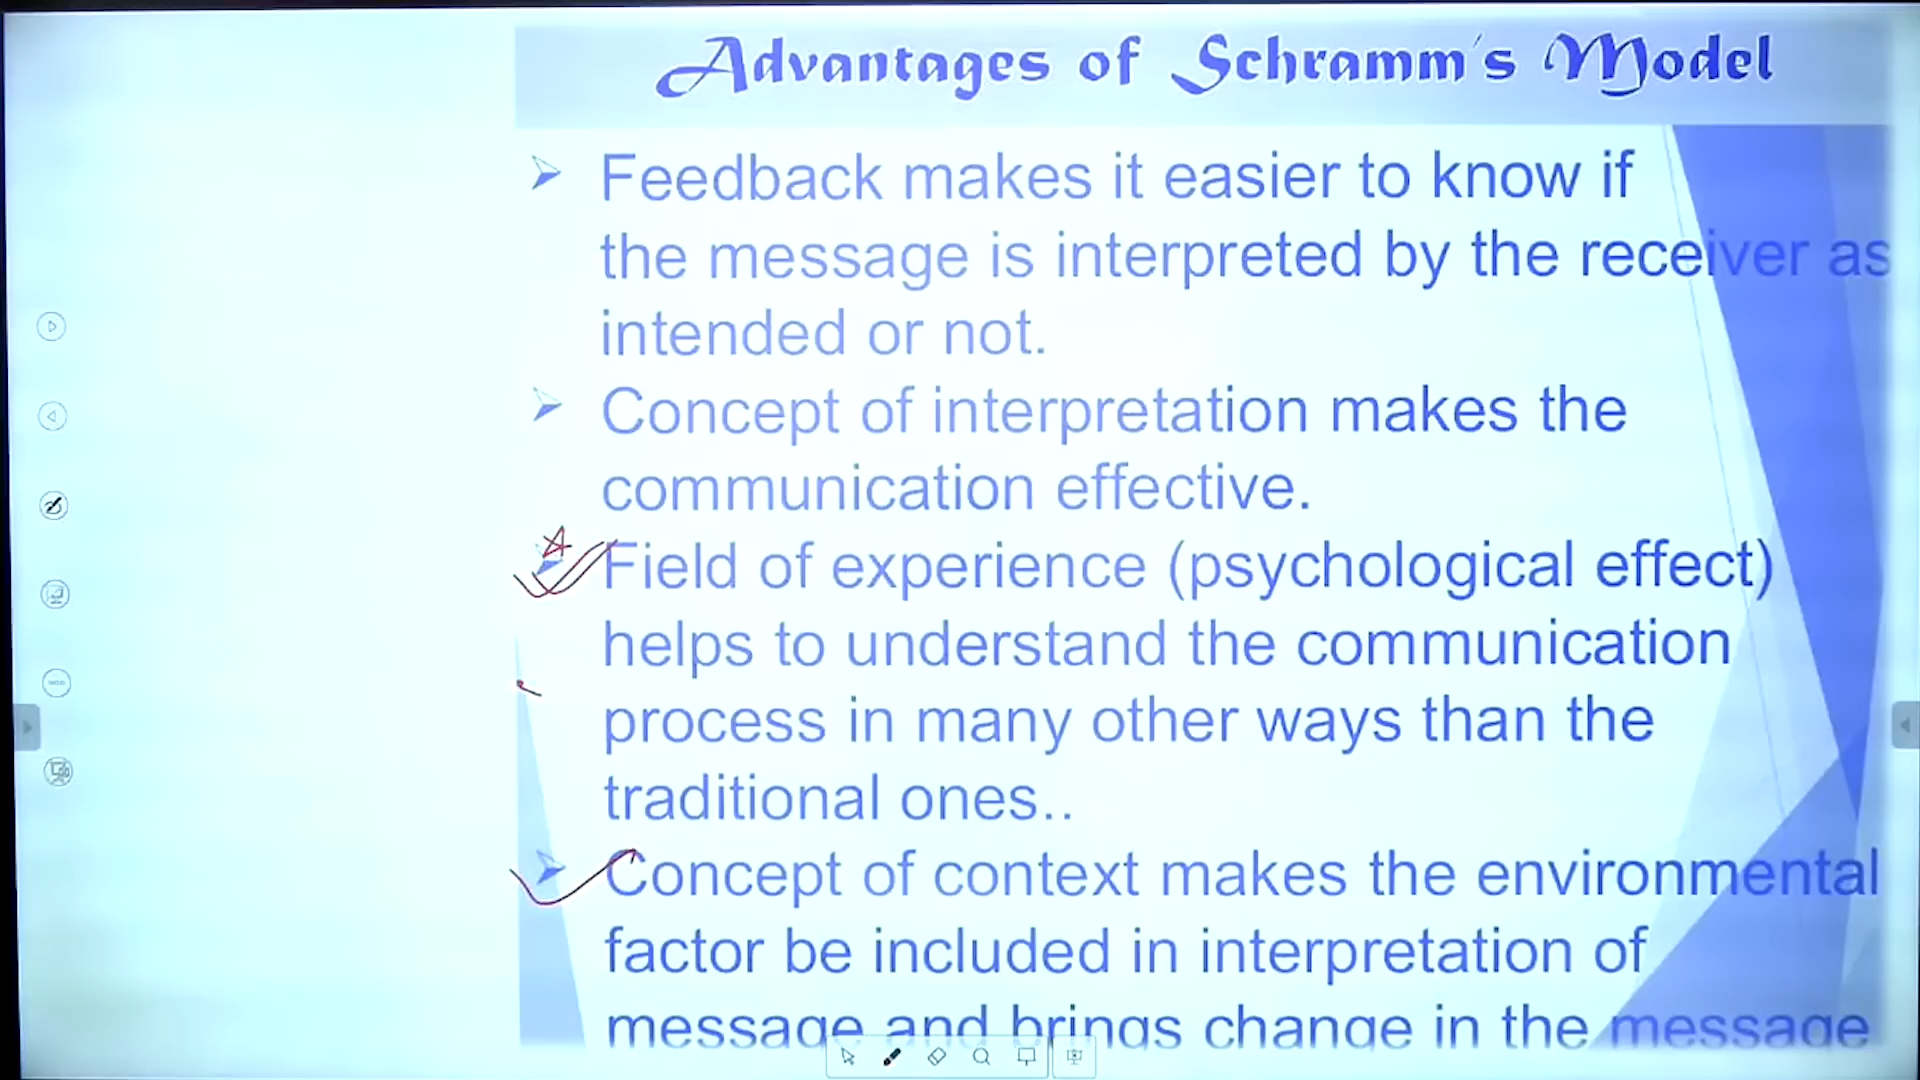 Advantages of Schramm's Model
Feedback makes it easier to know if
the message is interpreted by the receiver as
intended or not.
Concept of interpretation makes the
communication effective.
Field of experience (psychological effect)
helps to understand the communication
process in many other ways than the
traditional ones..
Concept of context makes the environmental
factor be included in interpretation of
message and brings change in the message